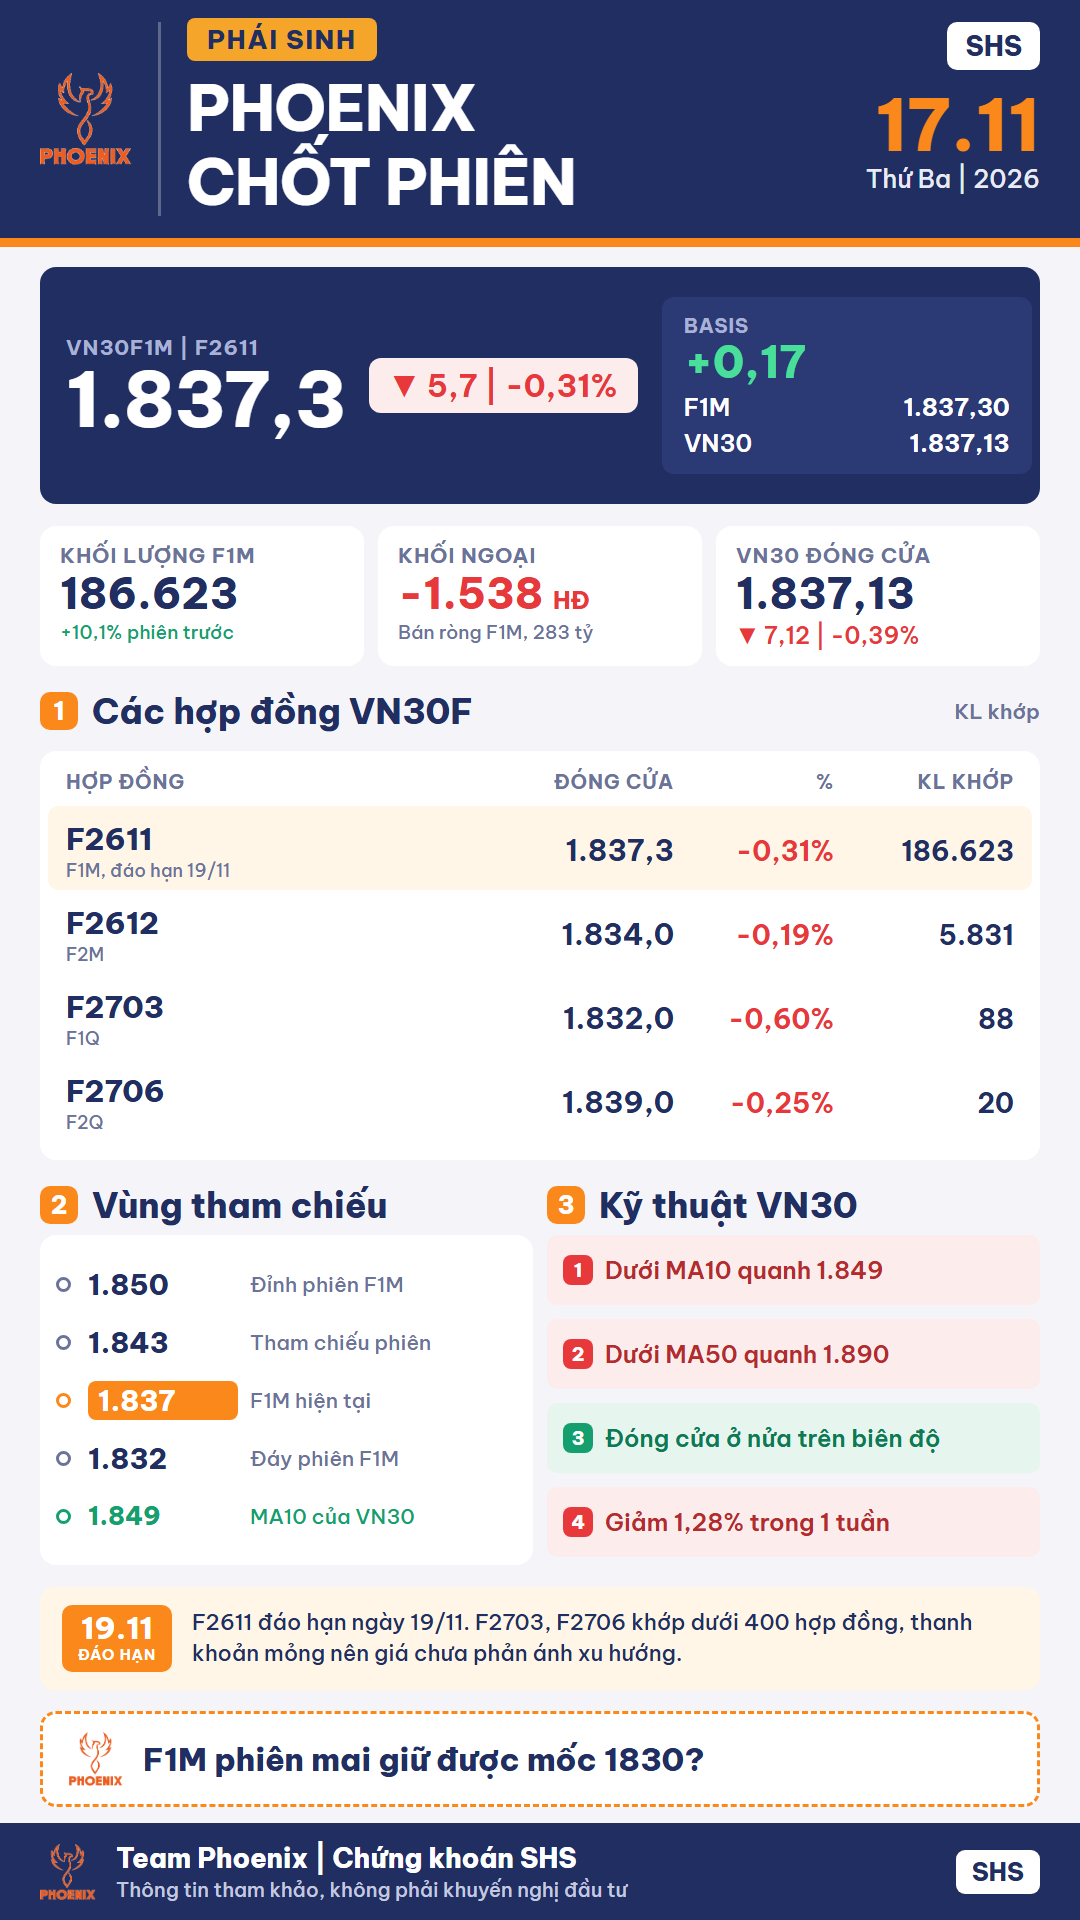 PHOENIX
PHÁI SINH
PHOENIX
CHỐT PHIÊN
SHS
17.11
Thứ Ba | 2026
VN30F1M | F2611
1.837,3
▼ 5,7 | -0,31%
BASIS
+0,17
F1M 1.837,30
VN30 1.837,13
KHỐI LƯỢNG F1M
186.623
+10,1% phiên trước
KHỐI NGOẠI
-1.538 HĐ
Bán ròng F1M, 283 tỷ
VN30 ĐÓNG CỬA
1.837,13
▼ 7,12 | -0,39%
1 Các hợp đồng VN30F KL khớp
HỢP ĐỒNG ĐÓNG CỬA % KL KHỚP
F2611 1.837,3 -0,31% 186.623
F1M, đáo hạn 19/11
F2612 1.834,0 -0,19% 5.831
F2M
F2703 1.832,0 -0,60% 88
F1Q
F2706 1.839,0 -0,25% 20
F2Q
2 Vùng tham chiếu
1.850 Đỉnh phiên F1M
1.843 Tham chiếu phiên
1.837 F1M hiện tại
1.832 Đáy phiên F1M
1.849 MA10 của VN30
3 Kỹ thuật VN30
1 Dưới MA10 quanh 1.849
2 Dưới MA50 quanh 1.890
3 Đóng cửa ở nửa trên biên độ
4 Giảm 1,28% trong 1 tuần
19.11
ĐÁO HẠN
F2611 đáo hạn ngày 19/11. F2703, F2706 khớp dưới 400 hợp đồng, thanh
khoản mỏng nên giá chưa phản ánh xu hướng.
PHOENIX
F1M phiên mai giữ được mốc 1830?
PHOENIX
Team Phoenix | Chứng khoán SHS
Thông tin tham khảo, không phải khuyến nghị đầu tư
SHS